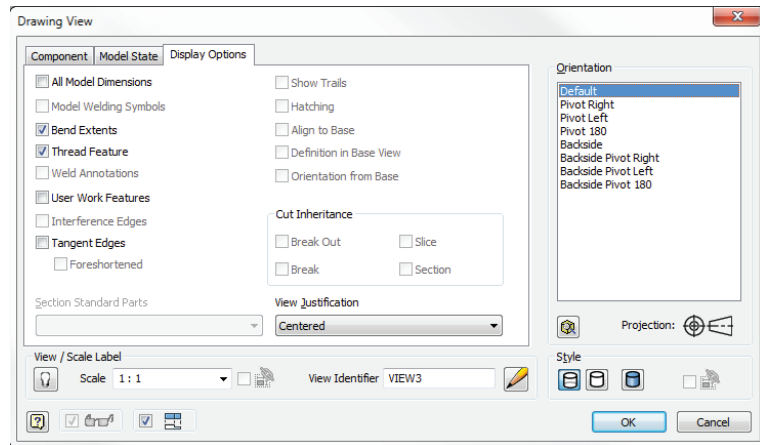 Drawing View
Component Model State Display Options
All Model Dimensions
Model Welding Symbols
Bend Extents
Thread Feature
Weld Annotations
User Work Features
Interference Edges
Tangent Edges
Foreshortened
Section Standard Parts
Show Trails
Hatching
Align to Base
Definition in Base View
Orientation from Base
Cut Inheritance
Break Out Slice
Break Section
View Justification
Centered
Orientation
Default
Pivot Right
Pivot Left
Pivot 180
Backside
Backside Pivot Right
Backside Pivot Left
Backside Pivot 180
Projection:
View / Scale Label
Scale 1 : 1
View Identifier VIEW3
Style
OK Cancel